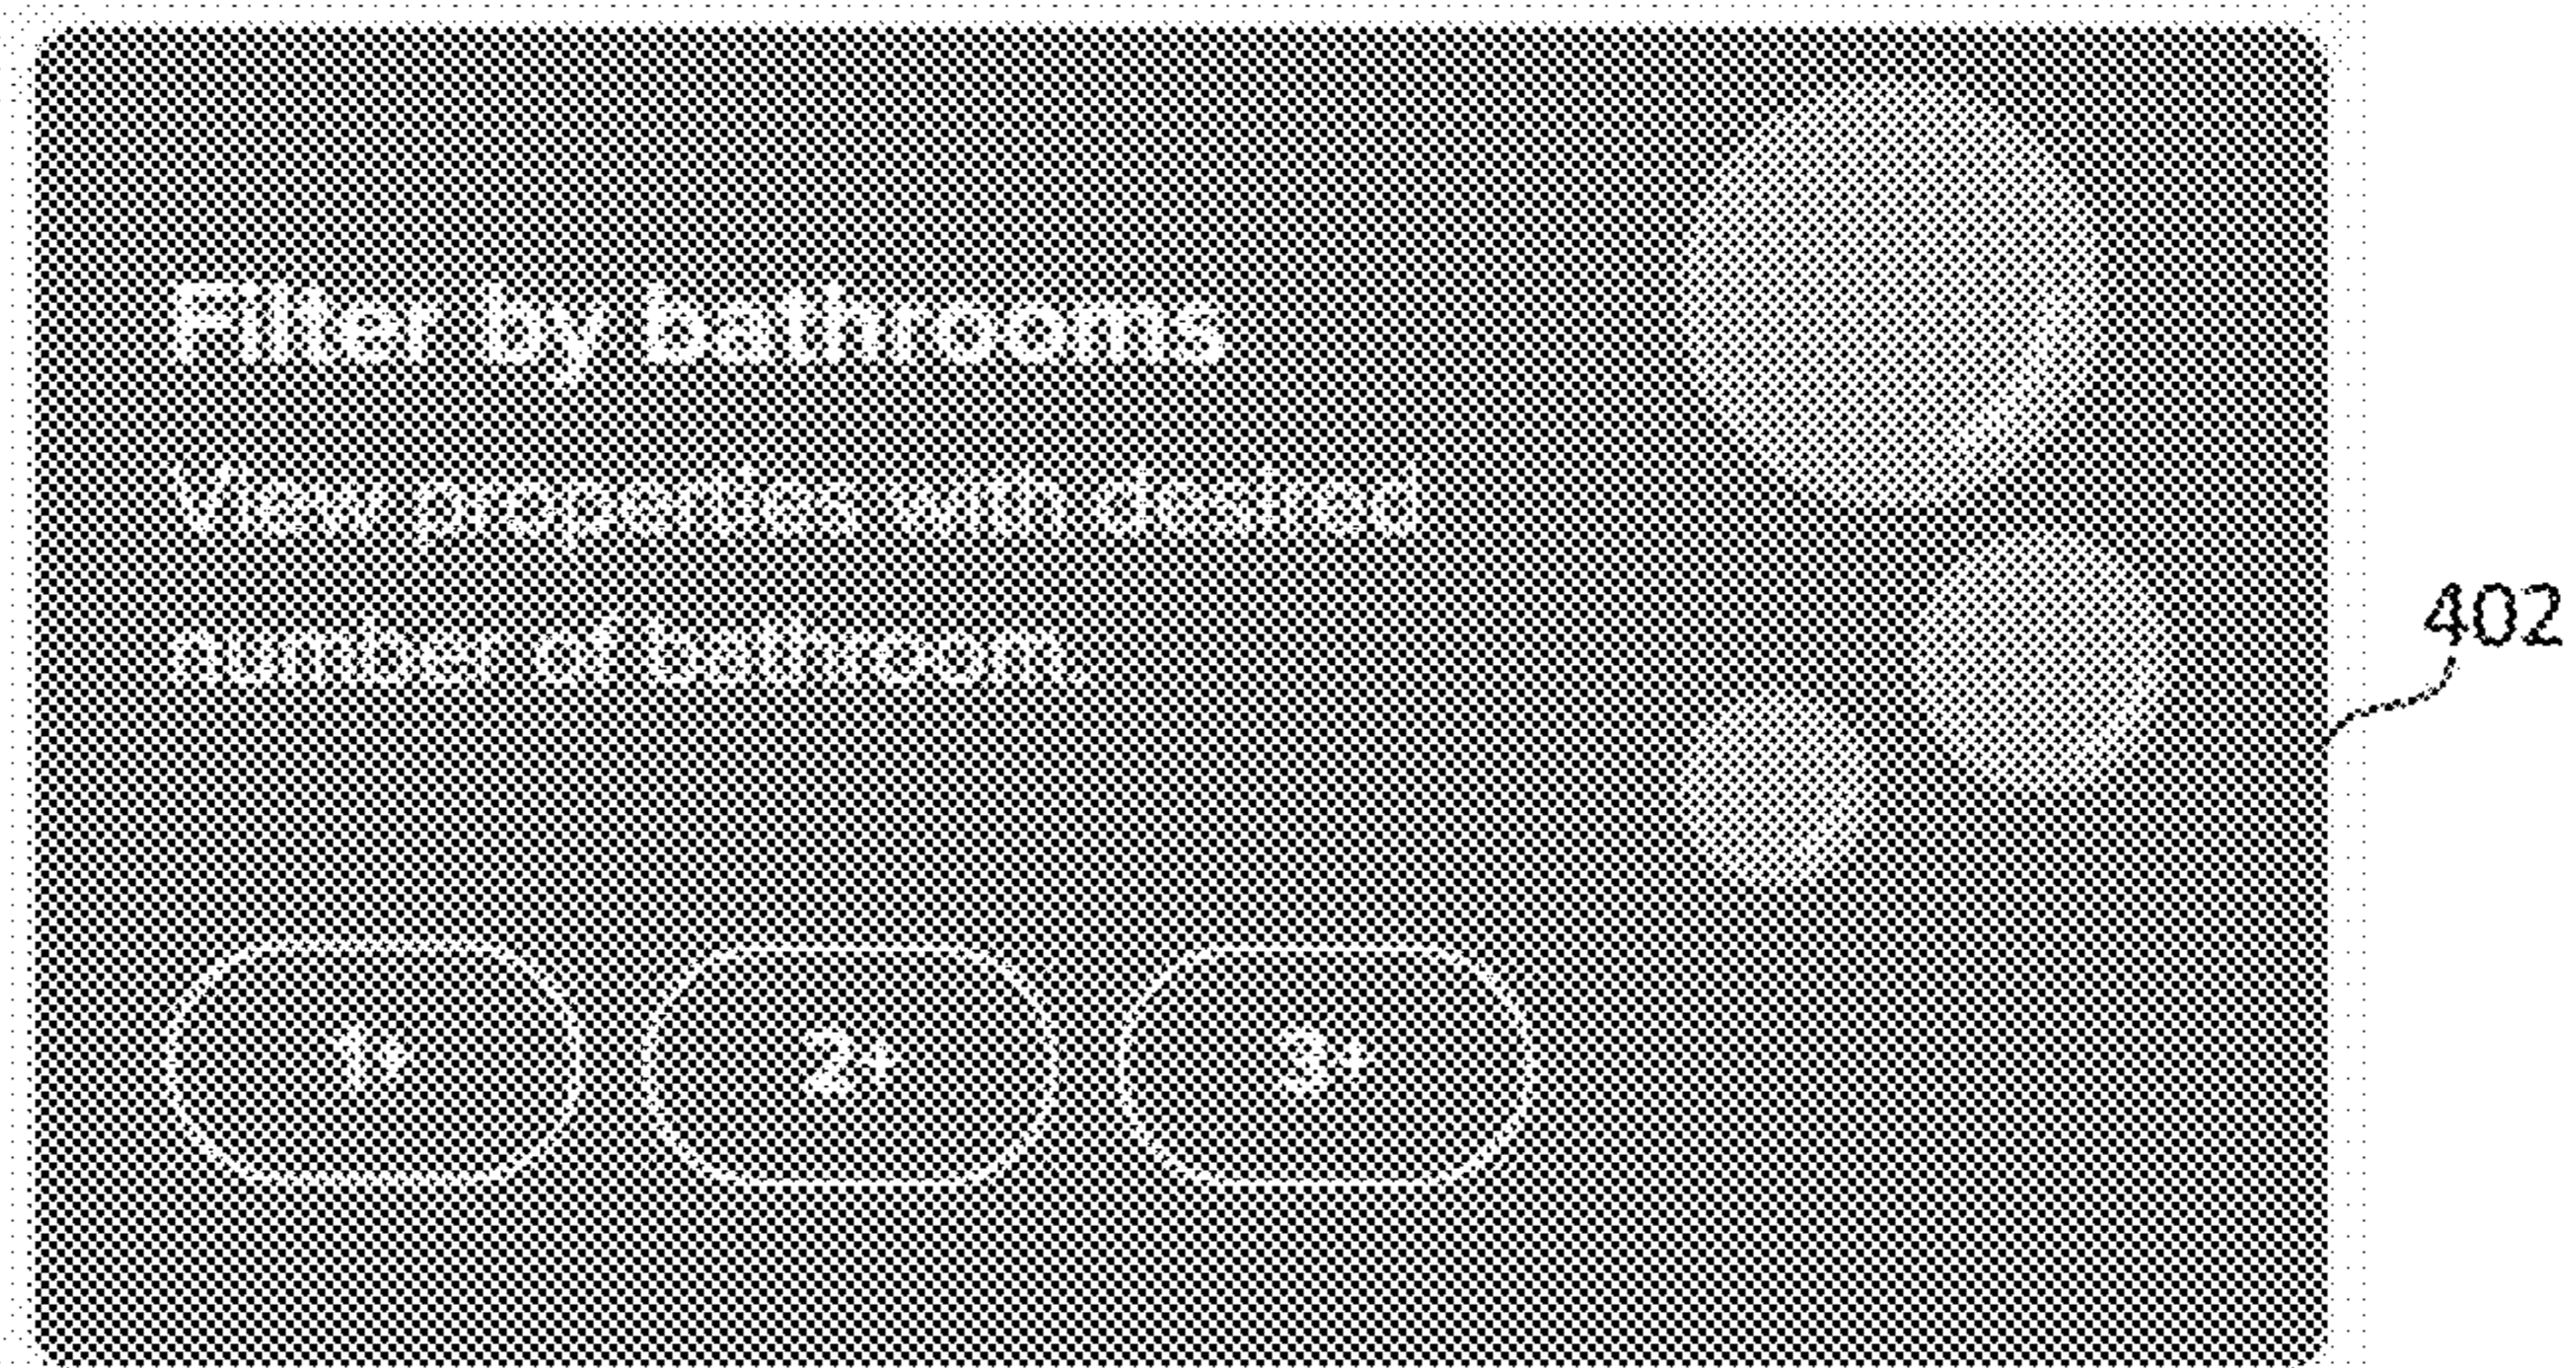 Filter by bathrooms
View properties with desired
number of bathroom.
402
1+ 2+ 3+